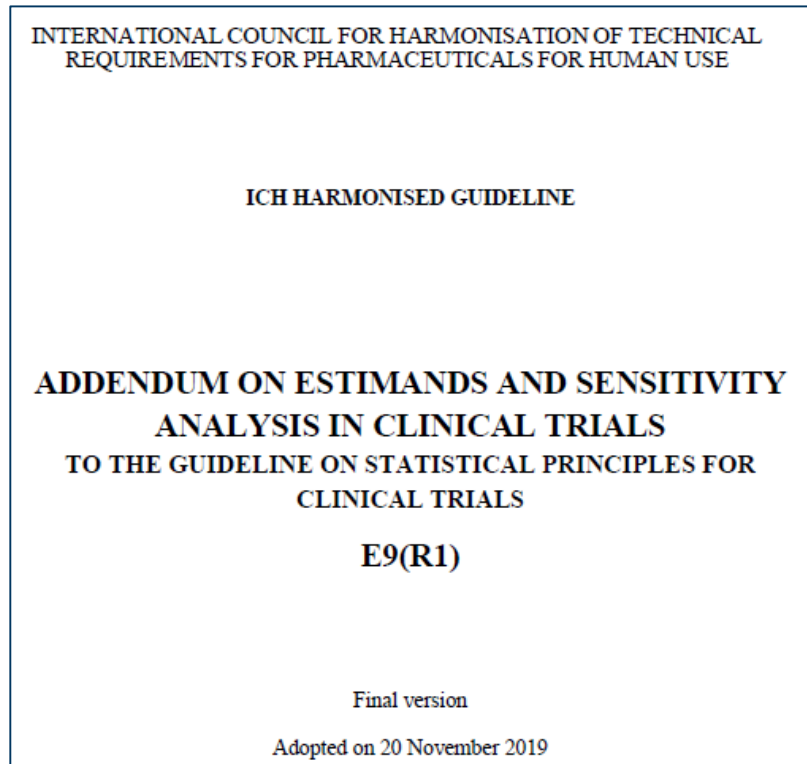 INTERNATIONAL COUNCIL FOR HARMONISATION OF TECHNICAL
REQUIREMENTS FOR PHARMACEUTICALS FOR HUMAN USE
ICH HARMONISED GUIDELINE
ADDENDUM ON ESTIMANDS AND SENSITIVITY
ANALYSIS IN CLINICAL TRIALS
TO THE GUIDELINE ON STATISTICAL PRINCIPLES FOR
CLINICAL TRIALS
E9(R1)
Final version
Adopted on 20 November 2019